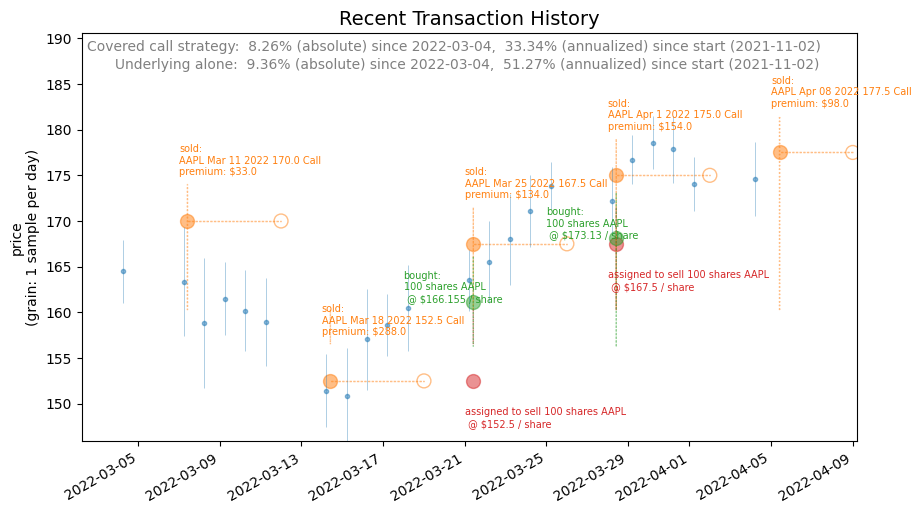 Recent Transaction History
Covered call strategy:  8.26% (absolute) since 2022-03-04,  33.34% (annualized) since start (2021-11-02)
Underlying alone:  9.36% (absolute) since 2022-03-04,  51.27% (annualized) since start (2021-11-02)
price
(grain: 1 sample per day)
190
185
180
175
170
165
160
155
150
sold:
AAPL Mar 11 2022 170.0 Call
premium: $33.0
sold:
AAPL Mar 18 2022 152.5 Call
premium: $288.0
bought:
100 shares AAPL
@ $166.155 / share
sold:
AAPL Mar 25 2022 167.5 Call
premium: $134.0
assigned to sell 100 shares AAPL
@ $152.5 / share
bought:
100 shares AAPL
@ $173.13 / share
sold:
AAPL Apr 1 2022 175.0 Call
premium: $154.0
assigned to sell 100 shares AAPL
@ $167.5 / share
sold:
AAPL Apr 08 2022 177.5 Call
premium: $98.0
2022-03-05
2022-03-09
2022-03-13
2022-03-17
2022-03-21
2022-03-25
2022-03-29
2022-04-01
2022-04-05
2022-04-09